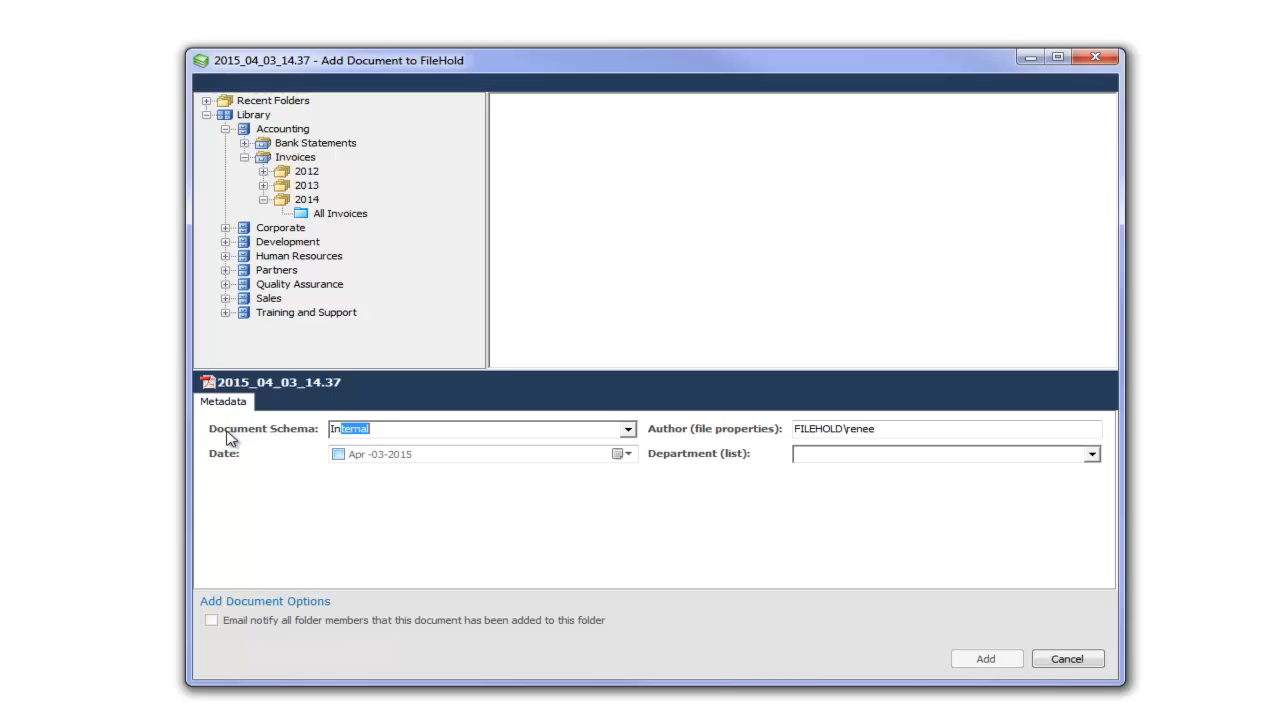 2015_04_03_14.37 - Add Document to FileHold
Recent Folders
Library
Accounting
Bank Statements
Invoices
2012
2013
2014
All Invoices
Corporate
Development
Human Resources
Partners
Quality Assurance
Sales
Training and Support
2015_04_03_14.37
Metadata
Document Schema: Internal Author (file properties): FILEHOLD\renee
Date: Apr -03-2015 Department (list):
Add Document Options
Email notify all folder members that this document has been added to this folder
Add Cancel